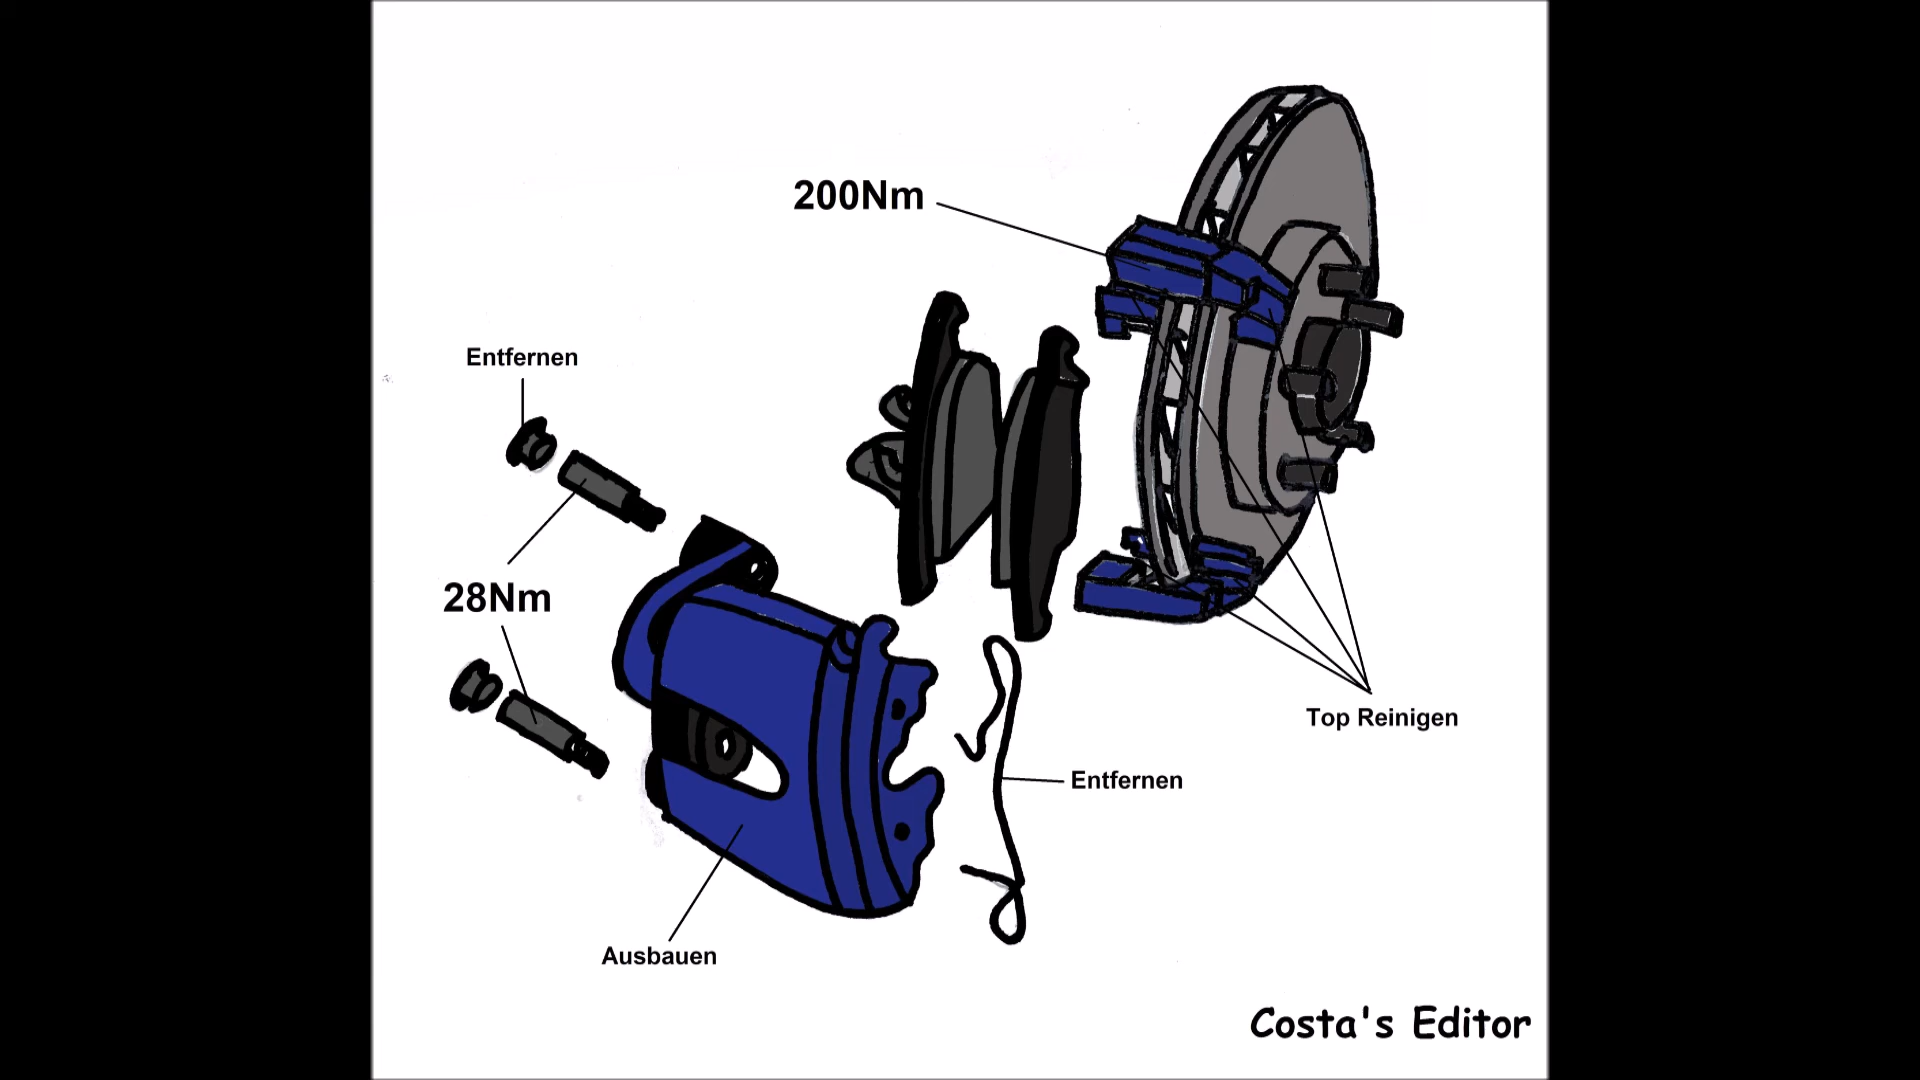 200Nm
Entfernen
28Nm
Top Reinigen
Entfernen
Ausbauen
Costa's Editor